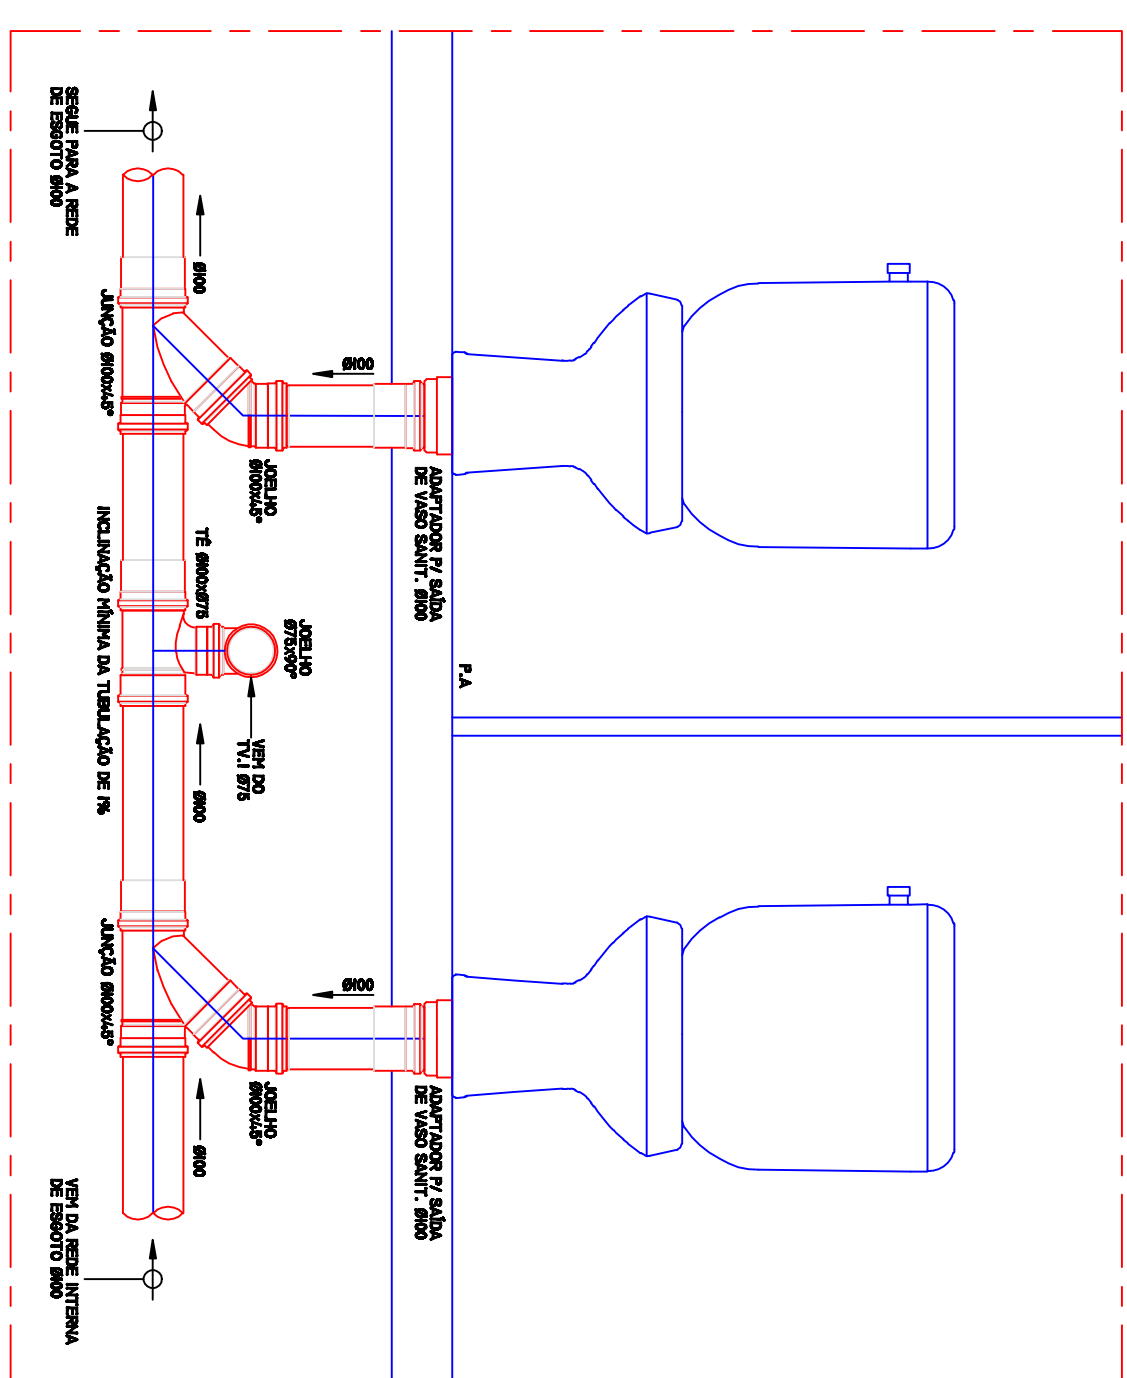 SEGUE PARA A REDE
DE ESGOTO Ø100
Ø100
JUNÇÃO Ø100X45°
Ø100
JOELHO
Ø100X45°
ADAPTADOR P/ SAÍDA
DE VASO SANIT. Ø100
TÊ Ø100XØ75
INCLINAÇÃO MÍNIMA DA TUBULAÇÃO DE 1%
JOELHO
Ø75X90°
P.A
VEM DO
TV.1 Ø75
Ø100
JUNÇÃO Ø100X45°
Ø100
JOELHO
Ø100X45°
ADAPTADOR P/ SAÍDA
DE VASO SANIT. Ø100
Ø100
VEM DA REDE INTERNA
DE ESGOTO Ø100